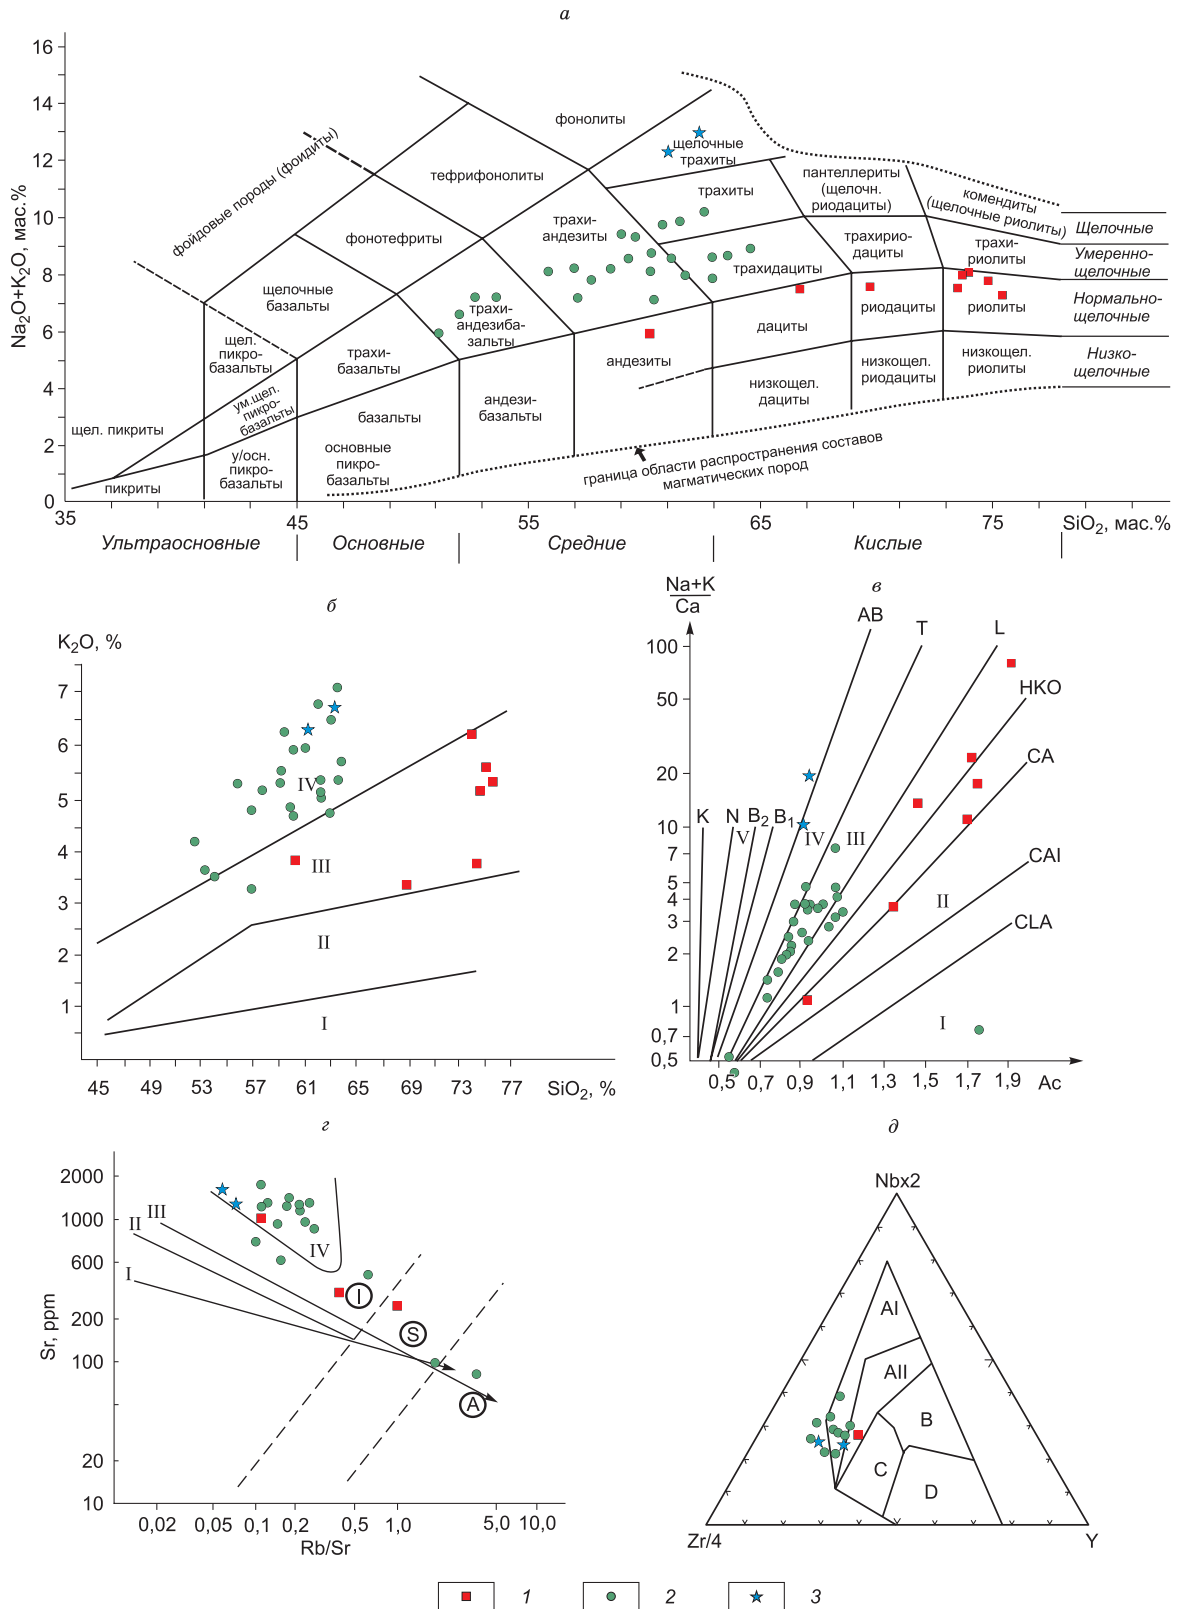 а
16
14
12
10
8
6
4
2
0
Na2O+K2O, мас.%
фонолиты
щелочные
трахиты
тефрифонолиты
фойдовые породы (фоидиты)
трахиты
пантеллериты
(щелочн.
риодациты)
комендиты
(щелочные риолиты)
Щелочные
трахи-
андезиты
фонотефриты
трахирио-
дациты
трахи-
риолиты
Умеренно-
щелочные
трахидациты
щелочные
базальты
трахи-
андезиба-
зальты
риодациты
риолиты
Нормально-
щелочные
дациты
щел.
пикро-
базальты
трахи-
базальты
андезиты
низкощел.
риодациты
низкощел.
риолиты
Низко-
щелочные
низкощел.
дациты
ум.щел.
пикро-
базальты
андези-
базальты
базальты
щел. пикриты
у/осн.
пикро-
базальты
основные
пикро-
базальты
граница области распространения составов
магматических пород
пикриты
35
45
55
65
75
SiO2, мас.%
Ультраосновные
Основные
Средние
Кислые
б
K2O, %
7
6
5
4
3
2
1
IV
III
II
I
45 49 53 57 61 65 69 73 77
SiO2, %
в
Na+K
Ca
100
50
20
10
7
5
4
3
2
1
0,7
0,5
AB
T
L
HKO
CA
CAI
CLA
K
N
B2
B1
V
IV
III
II
I
0,5 0,7 0,9 1,1 1,3 1,5 1,7 1,9
Ac
г
Sr, ppm
2000
1000
600
200
100
20
10
III
II
I
IV
I
S
A
0,02 0,05 0,1 0,2 0,5 1,0 5,0 10,0
Rb/Sr
д
Nbx2
AI
AII
B
C
D
Zr/4
Y
1
2
3